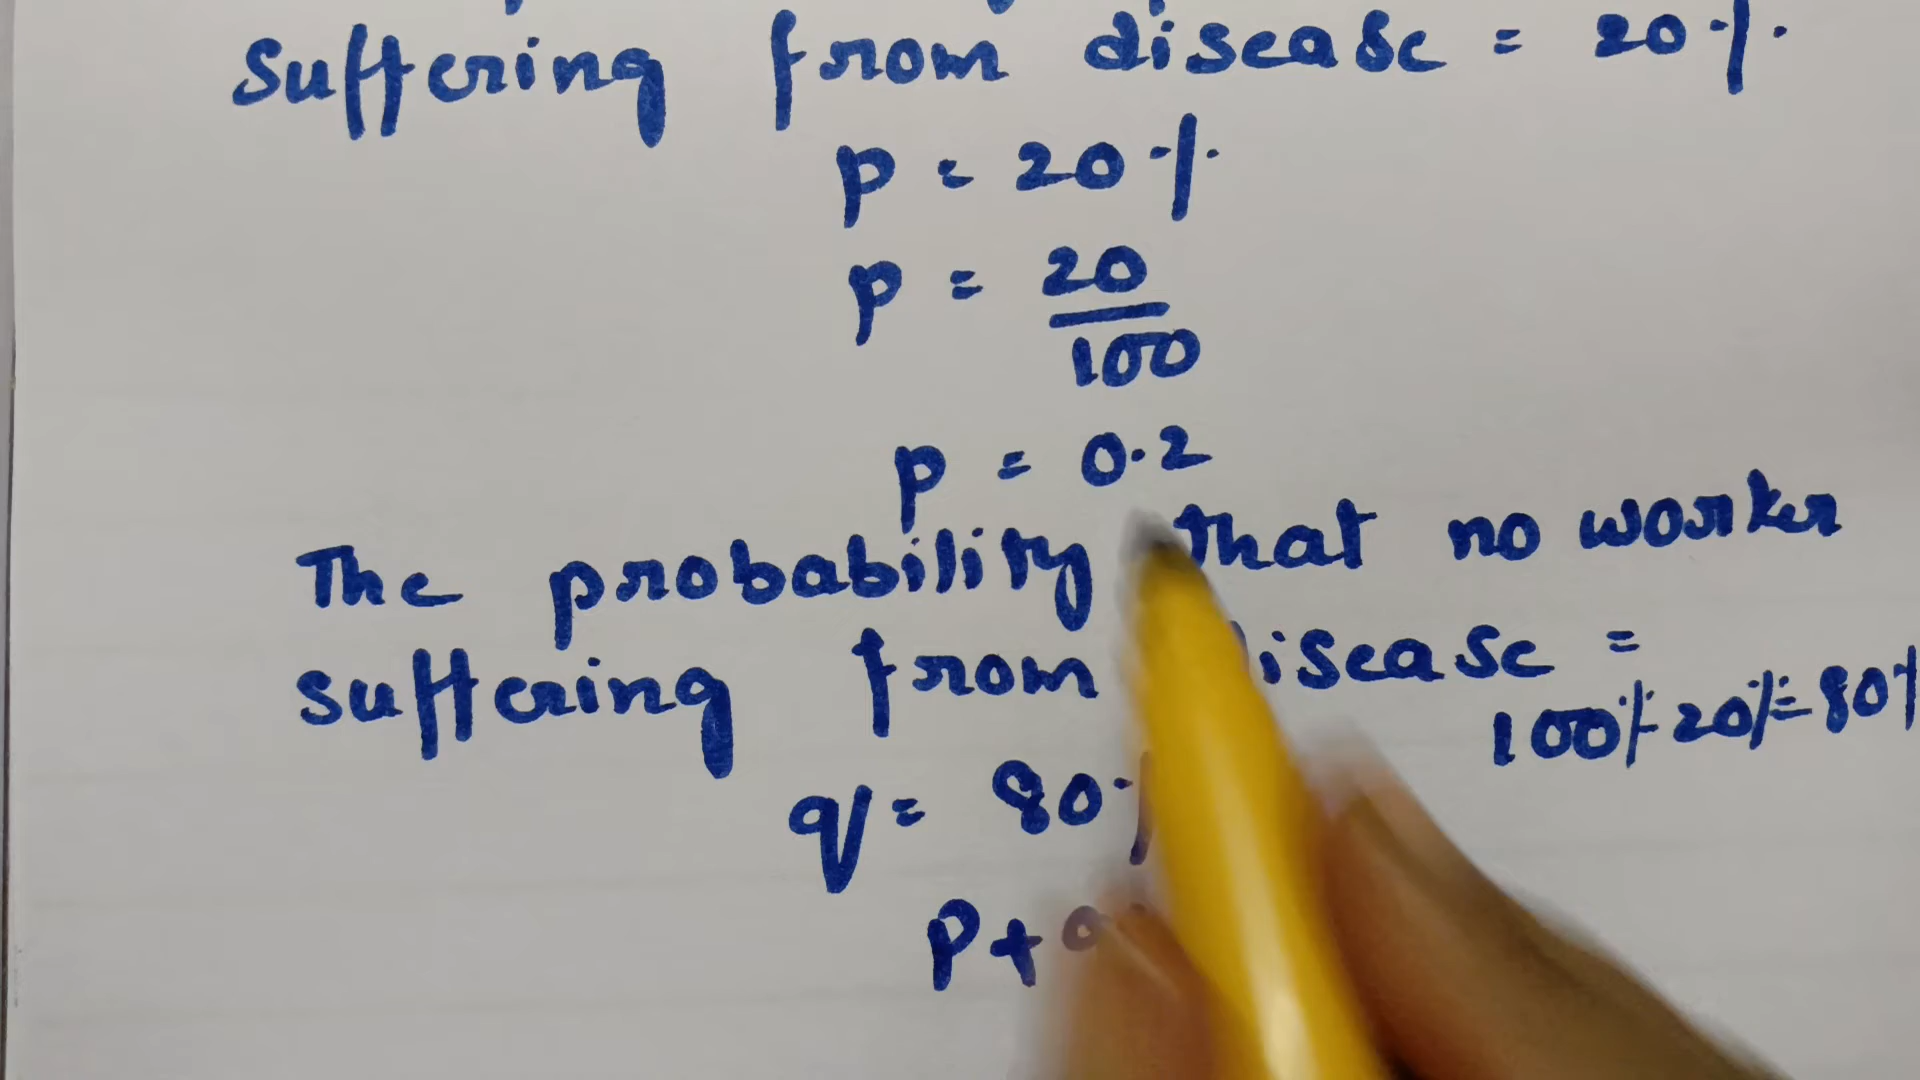 suffering from disease = 20%
p = 20%
p = 20/100
p = 0.2
The probability that no worker
suffering from disease =
100%-20%=80%
q = 80%
p+q